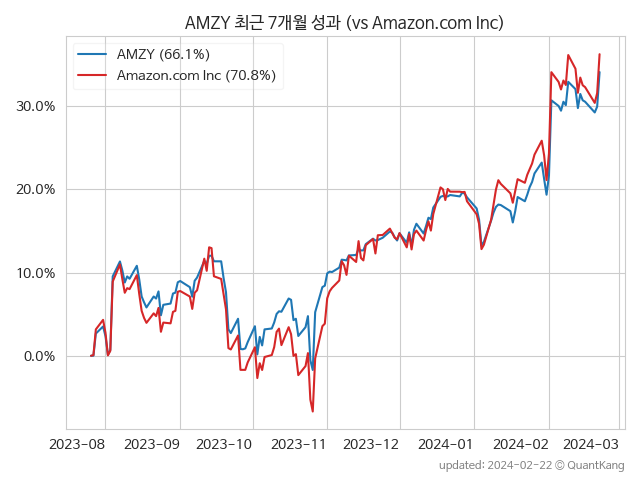 AMZY 최근 7개월 성과 (vs Amazon.com Inc)
AMZY (66.1%)
Amazon.com Inc (70.8%)
30.0%
20.0%
10.0%
0.0%
2023-08 2023-09 2023-10 2023-11 2023-12 2024-01 2024-02 2024-03
updated: 2024-02-22 © QuantKang